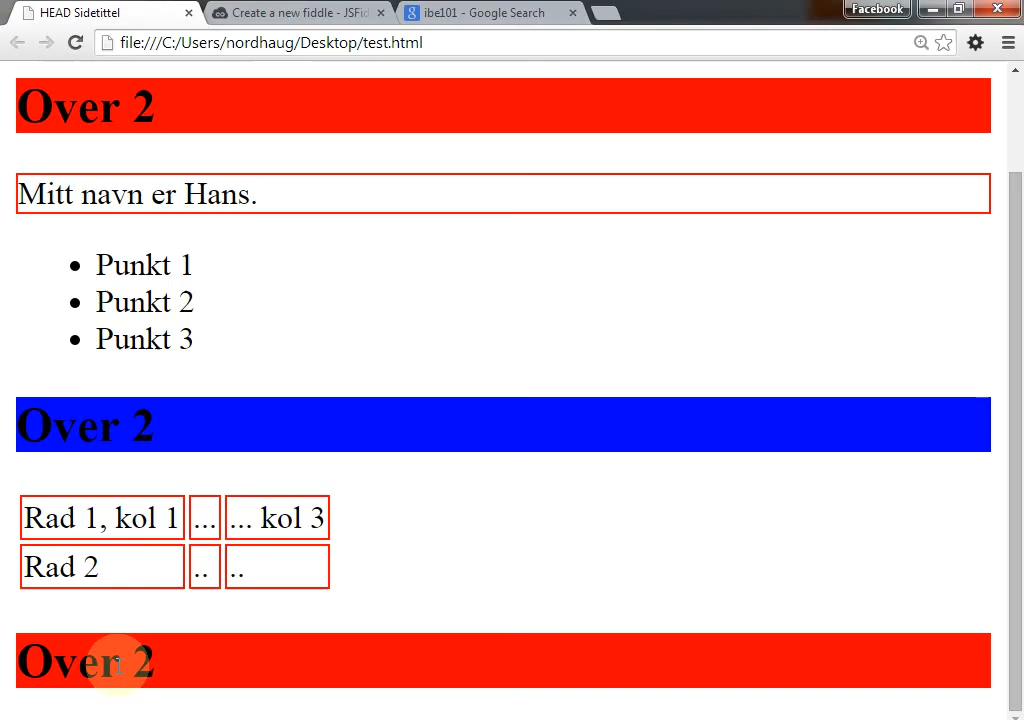 HEAD Sidetittel
Create a new fiddle - JSFid
ibe101 - Google Search
Facebook
file:///C:/Users/nordhaug/Desktop/test.html
Over 2
Mitt navn er Hans.
Punkt 1
Punkt 2
Punkt 3
Over 2
Rad 1, kol 1 ... ... kol 3
Rad 2 .. ..
Over 2